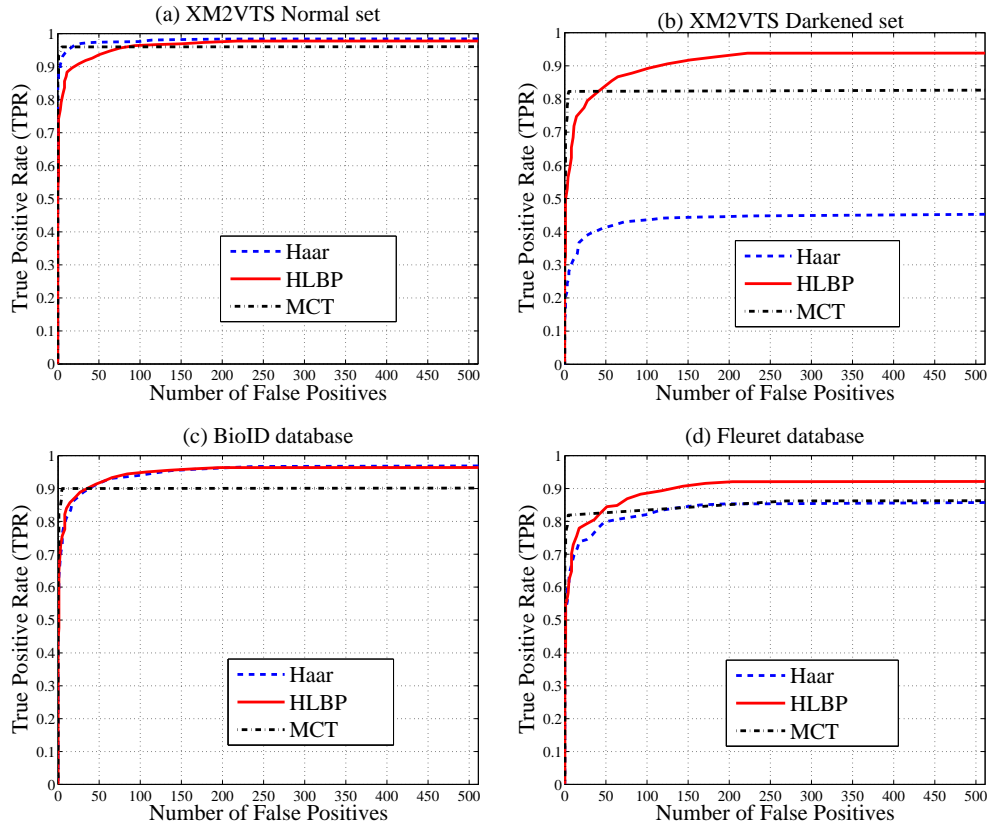 (a) XM2VTS Normal set
True Positive Rate (TPR)
1
0.9
0.8
0.7
0.6
0.5
0.4
0.3
0.2
0.1
0
Haar
HLBP
MCT
0 50 100 150 200 250 300 350 400 450 500
Number of False Positives
(b) XM2VTS Darkened set
True Positive Rate (TPR)
1
0.9
0.8
0.7
0.6
0.5
0.4
0.3
0.2
0.1
0
Haar
HLBP
MCT
0 50 100 150 200 250 300 350 400 450 500
Number of False Positives
(c) BioID database
True Positive Rate (TPR)
1
0.9
0.8
0.7
0.6
0.5
0.4
0.3
0.2
0.1
0
Haar
HLBP
MCT
0 50 100 150 200 250 300 350 400 450 500
Number of False Positives
(d) Fleuret database
True Positive Rate (TPR)
1
0.9
0.8
0.7
0.6
0.5
0.4
0.3
0.2
0.1
0
Haar
HLBP
MCT
0 50 100 150 200 250 300 350 400 450 500
Number of False Positives